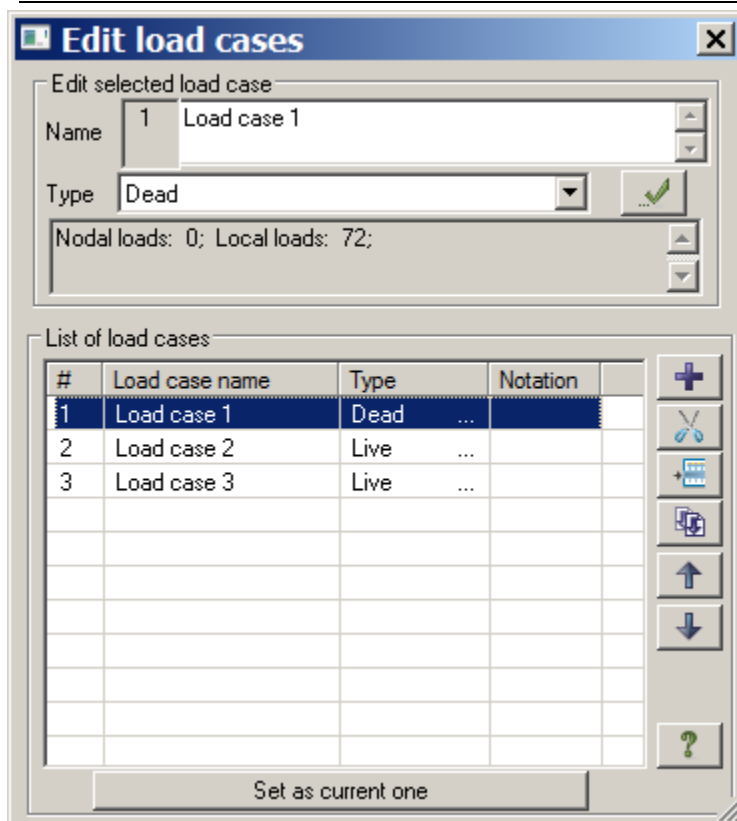 Edit load cases
Edit selected load case
Name 1 Load case 1
Type Dead
Nodal loads: 0; Local loads: 72;
List of load cases
# Load case name Type Notation
1 Load case 1 Dead ...
2 Load case 2 Live ...
3 Load case 3 Live ...
?
Set as current one